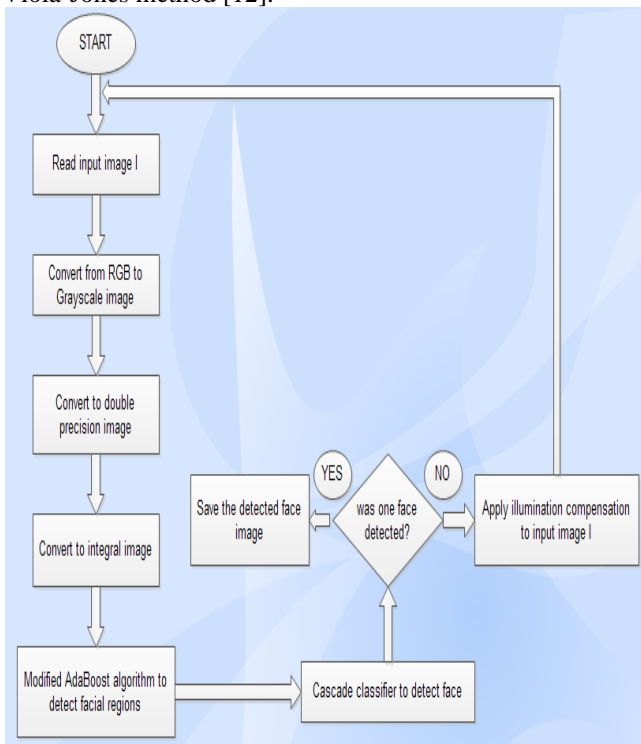 Viola-Jones method [12].
START
Read input image I
Convert from RGB to
Grayscale image
Convert to double
precision image
Convert to integral image
Modified AdaBoost algorithm to
detect facial regions
Cascade classifier to detect face
was one face
detected?
YES
Save the detected face
image
NO
Apply illumination compensation
to input image I